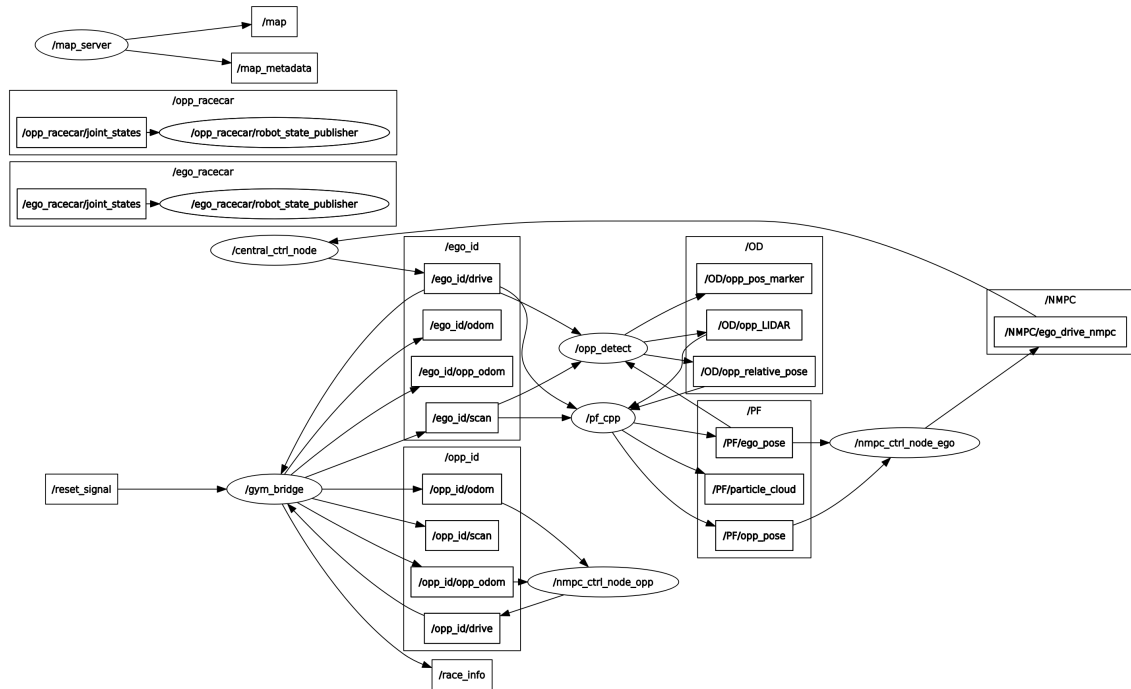 /map
/map_server
/map_metadata
/opp_racecar
/opp_racecar/joint_states
/opp_racecar/robot_state_publisher
/ego_racecar
/ego_racecar/joint_states
/ego_racecar/robot_state_publisher
/central_ctrl_node
/ego_id
/ego_id/drive
/ego_id/odom
/ego_id/opp_odom
/ego_id/scan
/opp_detect
/pf_cpp
/OD
/OD/opp_pos_marker
/OD/opp_LIDAR
/OD/opp_relative_pose
/NMPC
/NMPC/ego_drive_nmpc
/PF
/PF/ego_pose
/PF/particle_cloud
/PF/opp_pose
/nmpc_ctrl_node_ego
/reset_signal
/gym_bridge
/opp_id
/opp_id/odom
/opp_id/scan
/opp_id/opp_odom
/opp_id/drive
/nmpc_ctrl_node_opp
/race_info